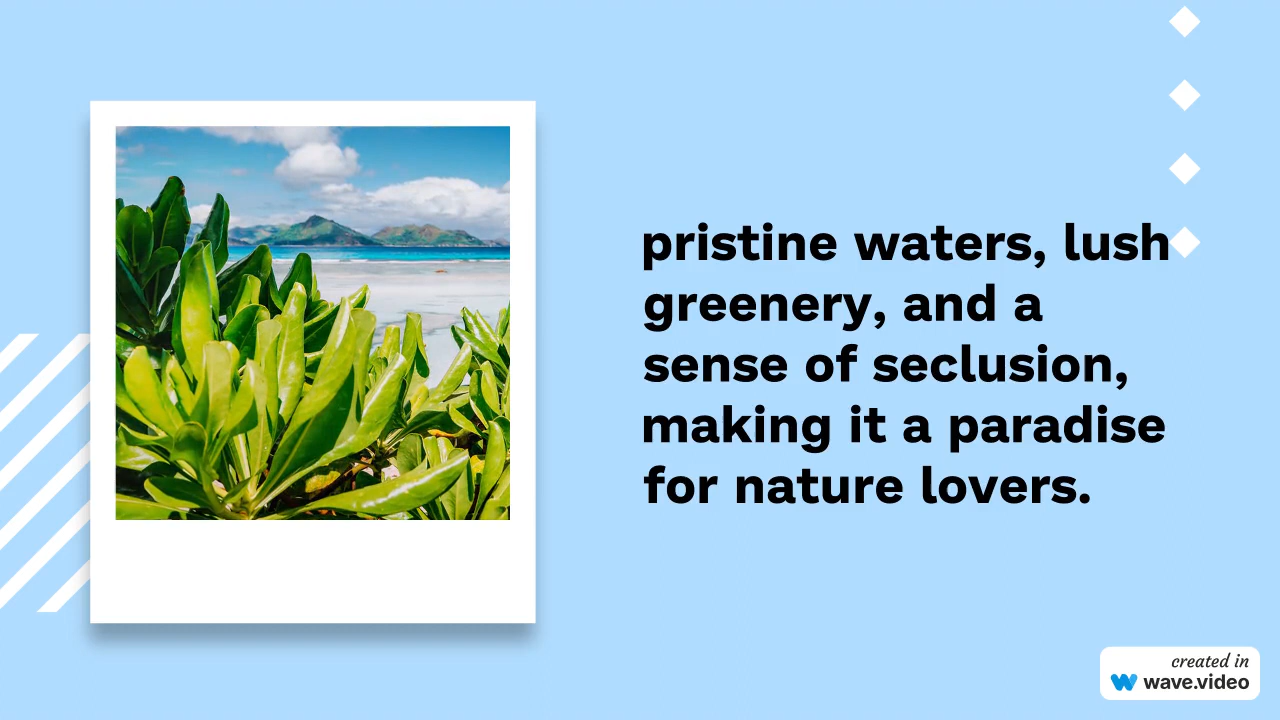 pristine waters, lush
greenery, and a
sense of seclusion,
making it a paradise
for nature lovers.
created in
wave.video